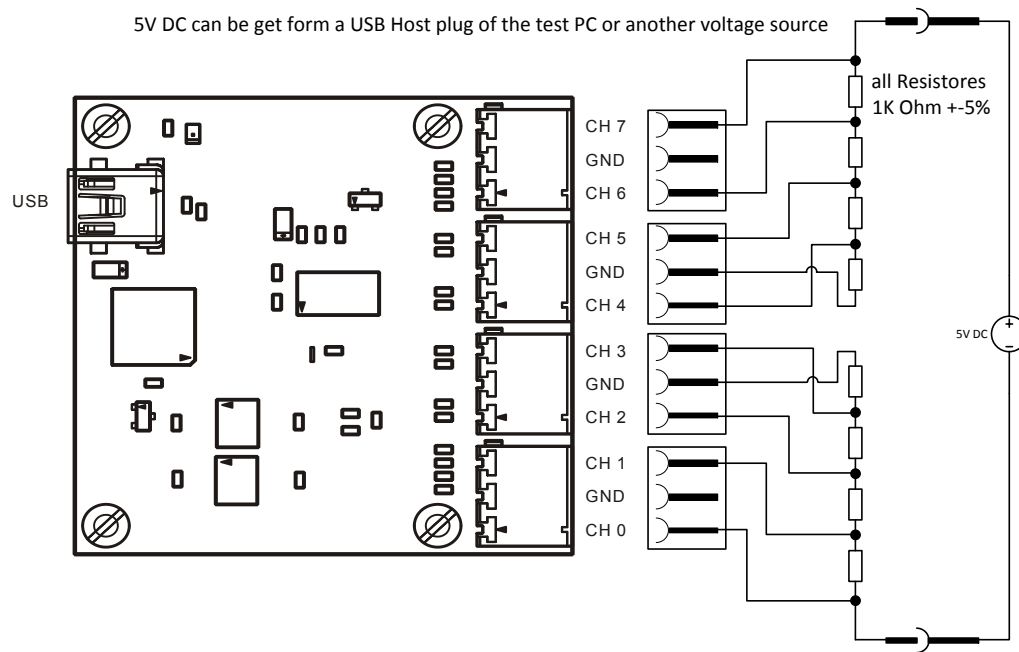 5V DC can be get form a USB Host plug of the test PC or another voltage source
all Resistores
1K Ohm +-5%
USB
CH 7
GND
CH 6
CH 5
GND
CH 4
CH 3
GND
CH 2
CH 1
GND
CH 0
5V DC
+
−